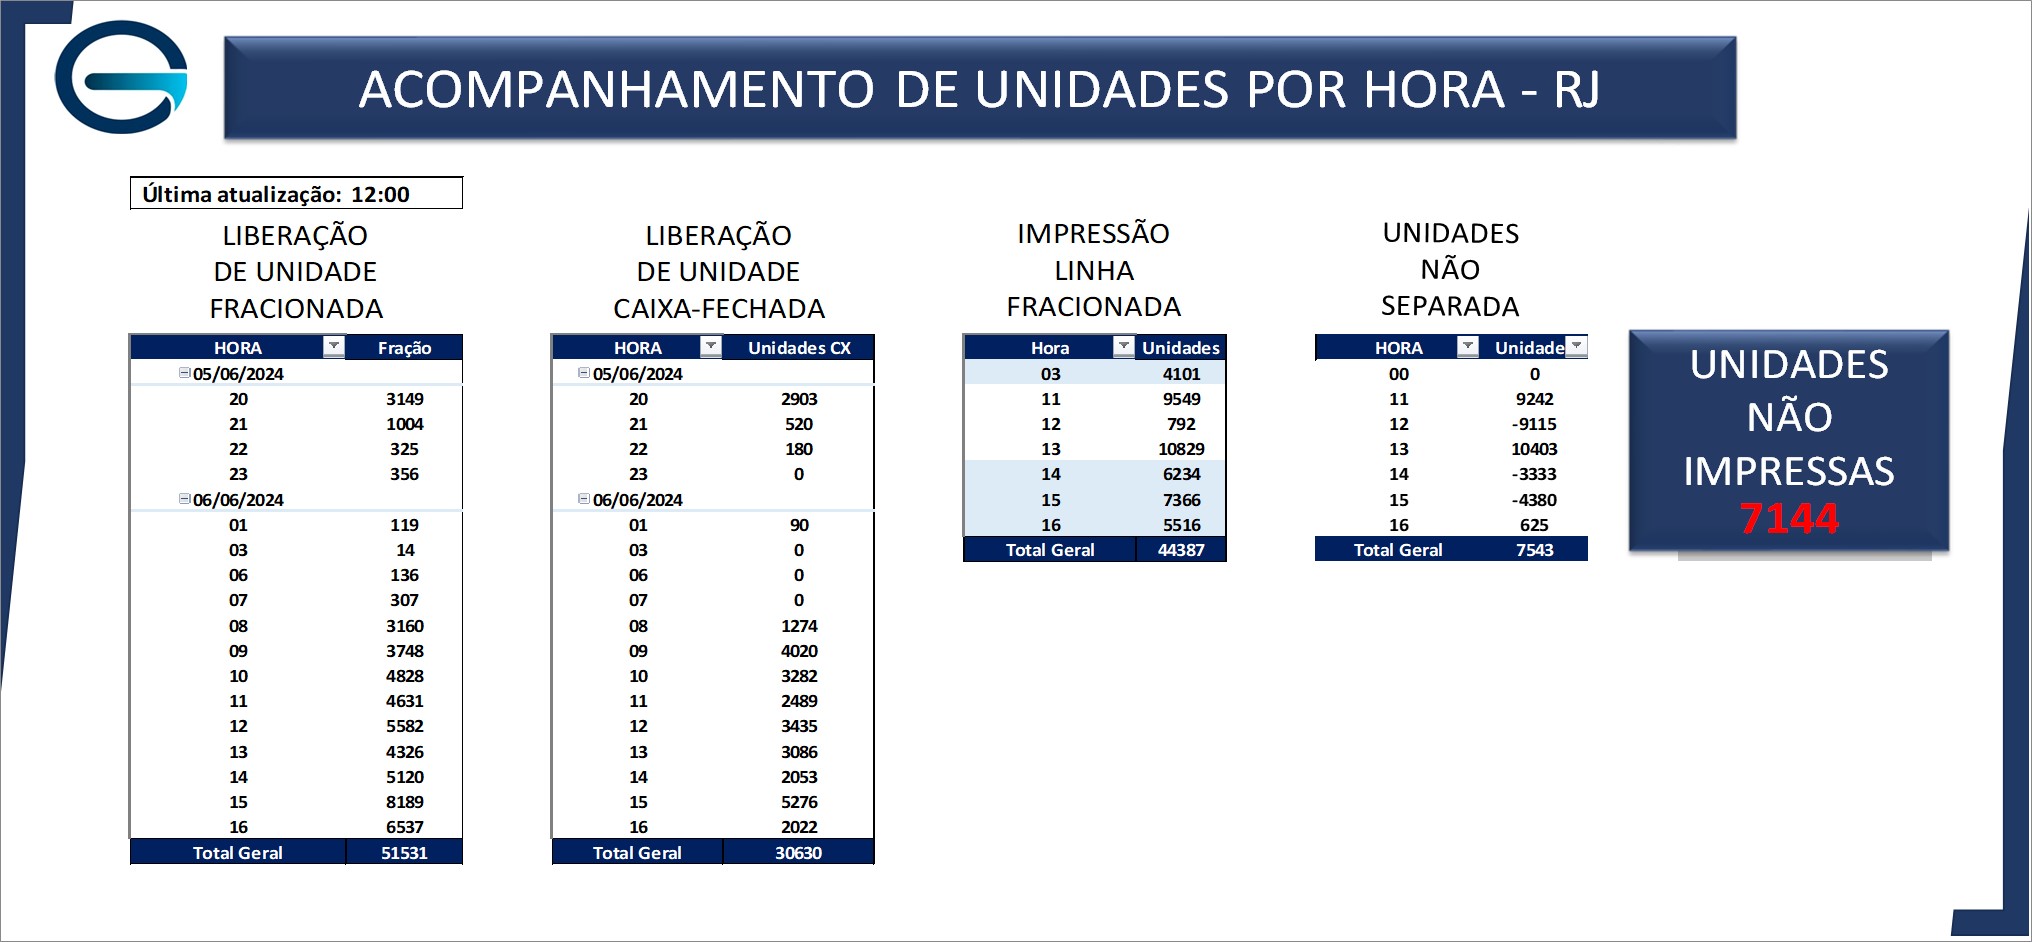 ACOMPANHAMENTO DE UNIDADES POR HORA - RJ
Última atualização: 12:00
LIBERAÇÃO
DE UNIDADE
FRACIONADA
HORA Fração
05/06/2024
20 3149
21 1004
22 325
23 356
06/06/2024
01 119
03 14
06 136
07 307
08 3160
09 3748
10 4828
11 4631
12 5582
13 4326
14 5120
15 8189
16 6537
Total Geral 51531
LIBERAÇÃO
DE UNIDADE
CAIXA-FECHADA
HORA Unidades CX
05/06/2024
20 2903
21 520
22 180
23 0
06/06/2024
01 90
03 0
06 0
07 0
08 1274
09 4020
10 3282
11 2489
12 3435
13 3086
14 2053
15 5276
16 2022
Total Geral 30630
IMPRESSÃO
LINHA
FRACIONADA
Hora Unidades
03 4101
11 9549
12 792
13 10829
14 6234
15 7366
16 5516
Total Geral 44387
UNIDADES
NÃO
SEPARADA
HORA Unidade
00 0
11 9242
12 -9115
13 10403
14 -3333
15 -4380
16 625
Total Geral 7543
UNIDADES
NÃO
IMPRESSAS
7144